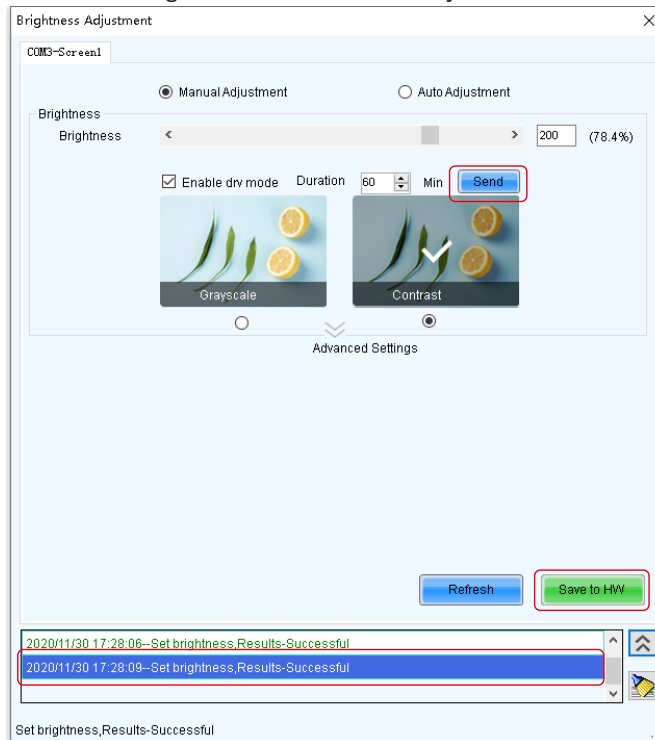 Brightness Adjustment
COM3-Screen1
Manual Adjustment Auto Adjustment
Brightness
Brightness 200 (78.4%)
Enable drv mode Duration 60 Min Send
Grayscale Contrast
Advanced Settings
Refresh Save to HW
2020/11/30 17:28:06--Set brightness,Results-Successful
2020/11/30 17:28:09--Set brightness,Results-Successful
Set brightness,Results-Successful